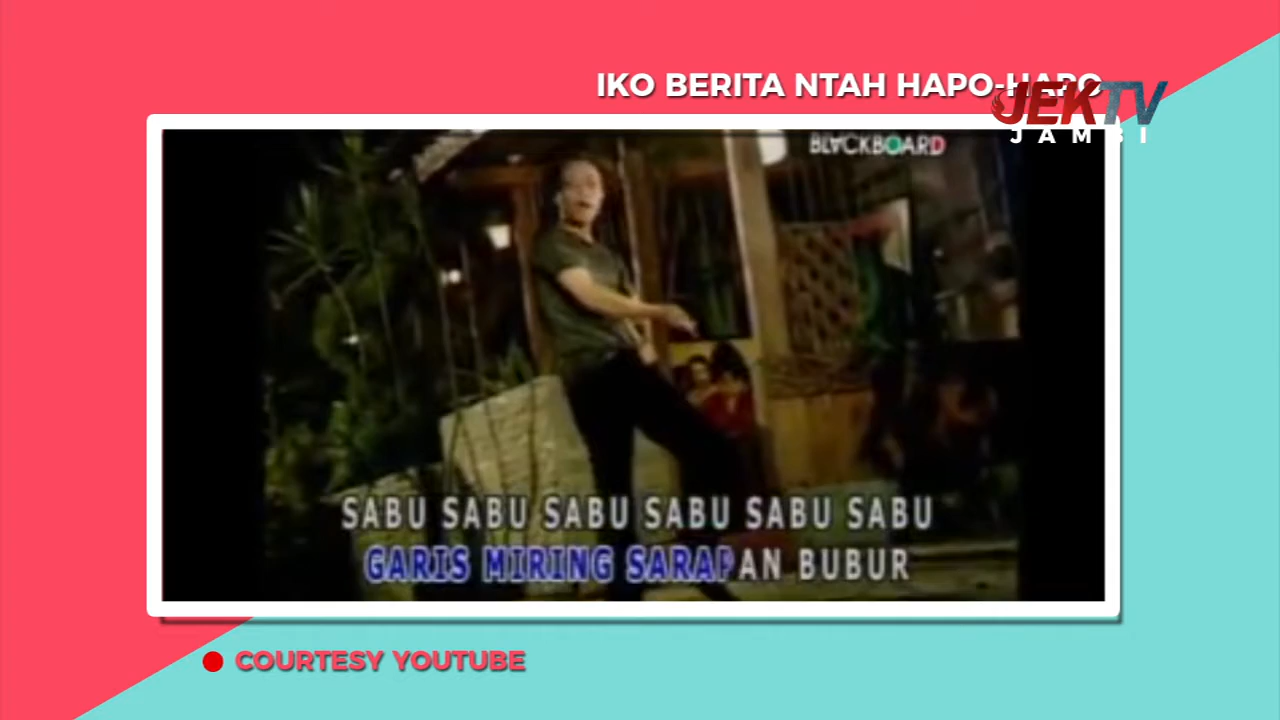 IKO BERITA NTAH HAPO-HAPO
JEKTV
JAMBI
BLACKBOARD
SABU SABU SABU SABU SABU SABU
GARIS MIRING SARAPAN BUBUR
COURTESY YOUTUBE